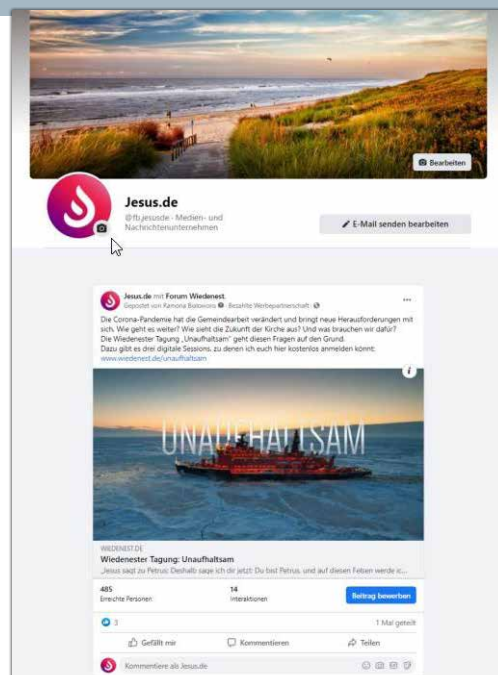 Bearbeiten
Jesus.de
@fb.jesusde · Medien- und
Nachrichtenunternehmen
E-Mail senden bearbeiten
Jesus.de mit Forum Wiedenest.
Gepostet von Ramona · Bezahlte Werbepartnerschaft ·
Die Corona-Pandemie hat die Gemeindearbeit verändert und bringt neue Herausforderungen mit
sich. Wie geht es weiter? Wie sieht die Zukunft der Kirche aus? Und was brauchen wir dafür?
Die Wiedenester Tagung „Unaufhaltsam“ geht diesen Fragen auf den Grund.
Dazu gibt es drei digitale Sessions, zu denen ich euch hier kostenlos anmelden könnt:
www.wiedenest.de/unaufhaltsam
UNAUFHALTSAM
WIEDENEST.DE
Wiedenester Tagung: Unaufhaltsam
„Jesus sagt zu Petrus: Deshalb sage ich dir jetzt: Du bist Petrus, und auf diesen Felsen werde ic...
485
Erreichte Personen
14
Interaktionen
Beitrag bewerben
3
1 Mal geteilt
Gefällt mir
Kommentieren
Teilen
Kommentiere als Jesus.de